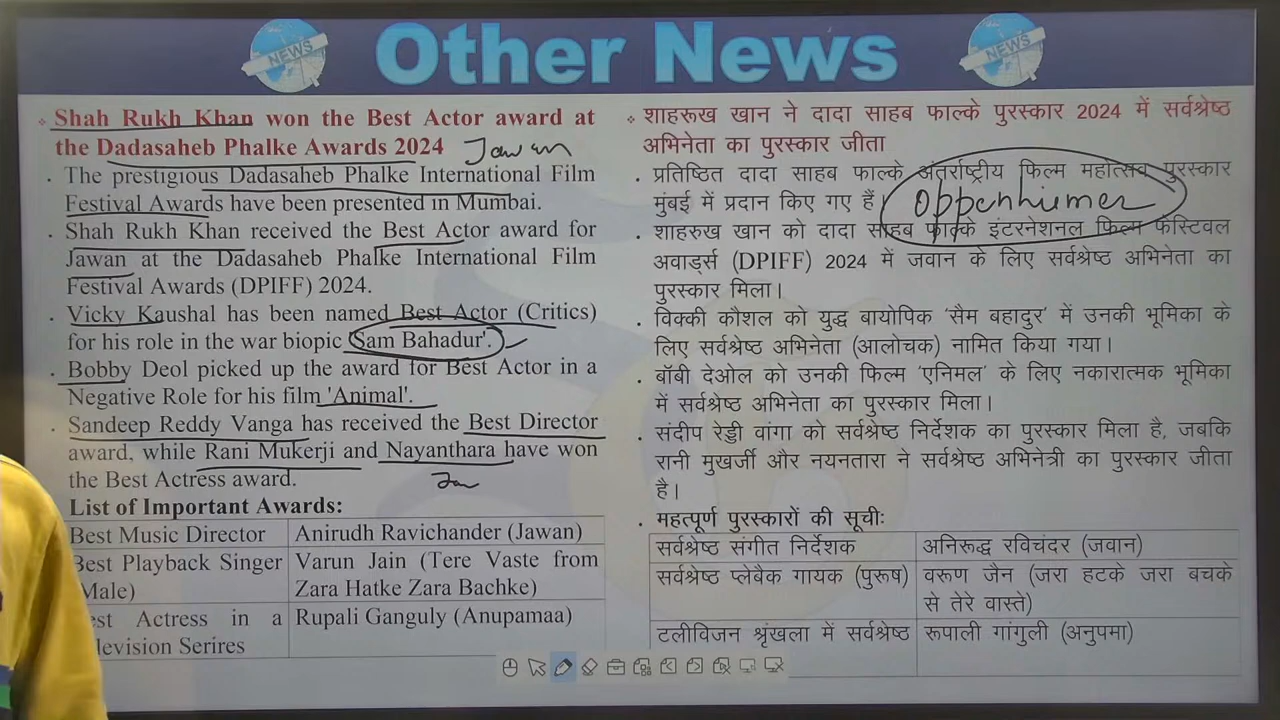 NEWS
Other News
NEWS
Shah Rukh Khan won the Best Actor award at
the Dadasaheb Phalke Awards 2024
Jawan
The prestigious Dadasaheb Phalke International Film
Festival Awards have been presented in Mumbai.
Shah Rukh Khan received the Best Actor award for
Jawan at the Dadasaheb Phalke International Film
Festival Awards (DPIFF) 2024.
Vicky Kaushal has been named Best Actor (Critics)
for his role in the war biopic 'Sam Bahadur'.
Bobby Deol picked up the award for Best Actor in a
Negative Role for his film 'Animal'.
Sandeep Reddy Vanga has received the Best Director
award, while Rani Mukerji and Nayanthara have won
the Best Actress award.
List of Important Awards:
Best Music Director
Anirudh Ravichander (Jawan)
Best Playback Singer
Male)
Varun Jain (Tere Vaste from
Zara Hatke Zara Bachke)
est Actress in a
levision Serires
Rupali Ganguly (Anupamaa)
शाहरूख खान ने दादा साहब फाल्के पुरस्कार 2024 में सर्वश्रेष्ठ
अभिनेता का पुरस्कार जीता
प्रतिष्ठित दादा साहब फाल्के अंतर्राष्ट्रीय फिल्म महोत्सव पुरस्कार
मुंबई में प्रदान किए गए हैं।
Oppenhiemer
शाहरुख खान को दादा साहब फाल्के इंटरनेशनल फिल्म फेस्टिवल
अवार्ड्स (DPIFF) 2024 में जवान के लिए सर्वश्रेष्ठ अभिनेता का
पुरस्कार मिला।
विक्की कौशल को युद्ध बायोपिक 'सैम बहादुर' में उनकी भूमिका के
लिए सर्वश्रेष्ठ अभिनेता (आलोचक) नामित किया गया।
बॉबी देओल को उनकी फिल्म 'एनिमल' के लिए नकारात्मक भूमिका
में सर्वश्रेष्ठ अभिनेता का पुरस्कार मिला।
संदीप रेड्डी वांगा को सर्वश्रेष्ठ निर्देशक का पुरस्कार मिला है, जबकि
रानी मुखर्जी और नयनतारा ने सर्वश्रेष्ठ अभिनेत्री का पुरस्कार जीता
है।
महत्पूर्ण पुरस्कारों की सूचीः
सर्वश्रेष्ठ संगीत निर्देशक
अनिरूद्ध रविचंदर (जवान)
सर्वश्रेष्ठ प्लेबैक गायक (पुरूष)
वरूण जैन (जरा हटके जरा बचके
से तेरे वास्ते)
टलीविजन श्रृंखला में सर्वश्रेष्ठ
रूपाली गांगुली (अनुपमा)